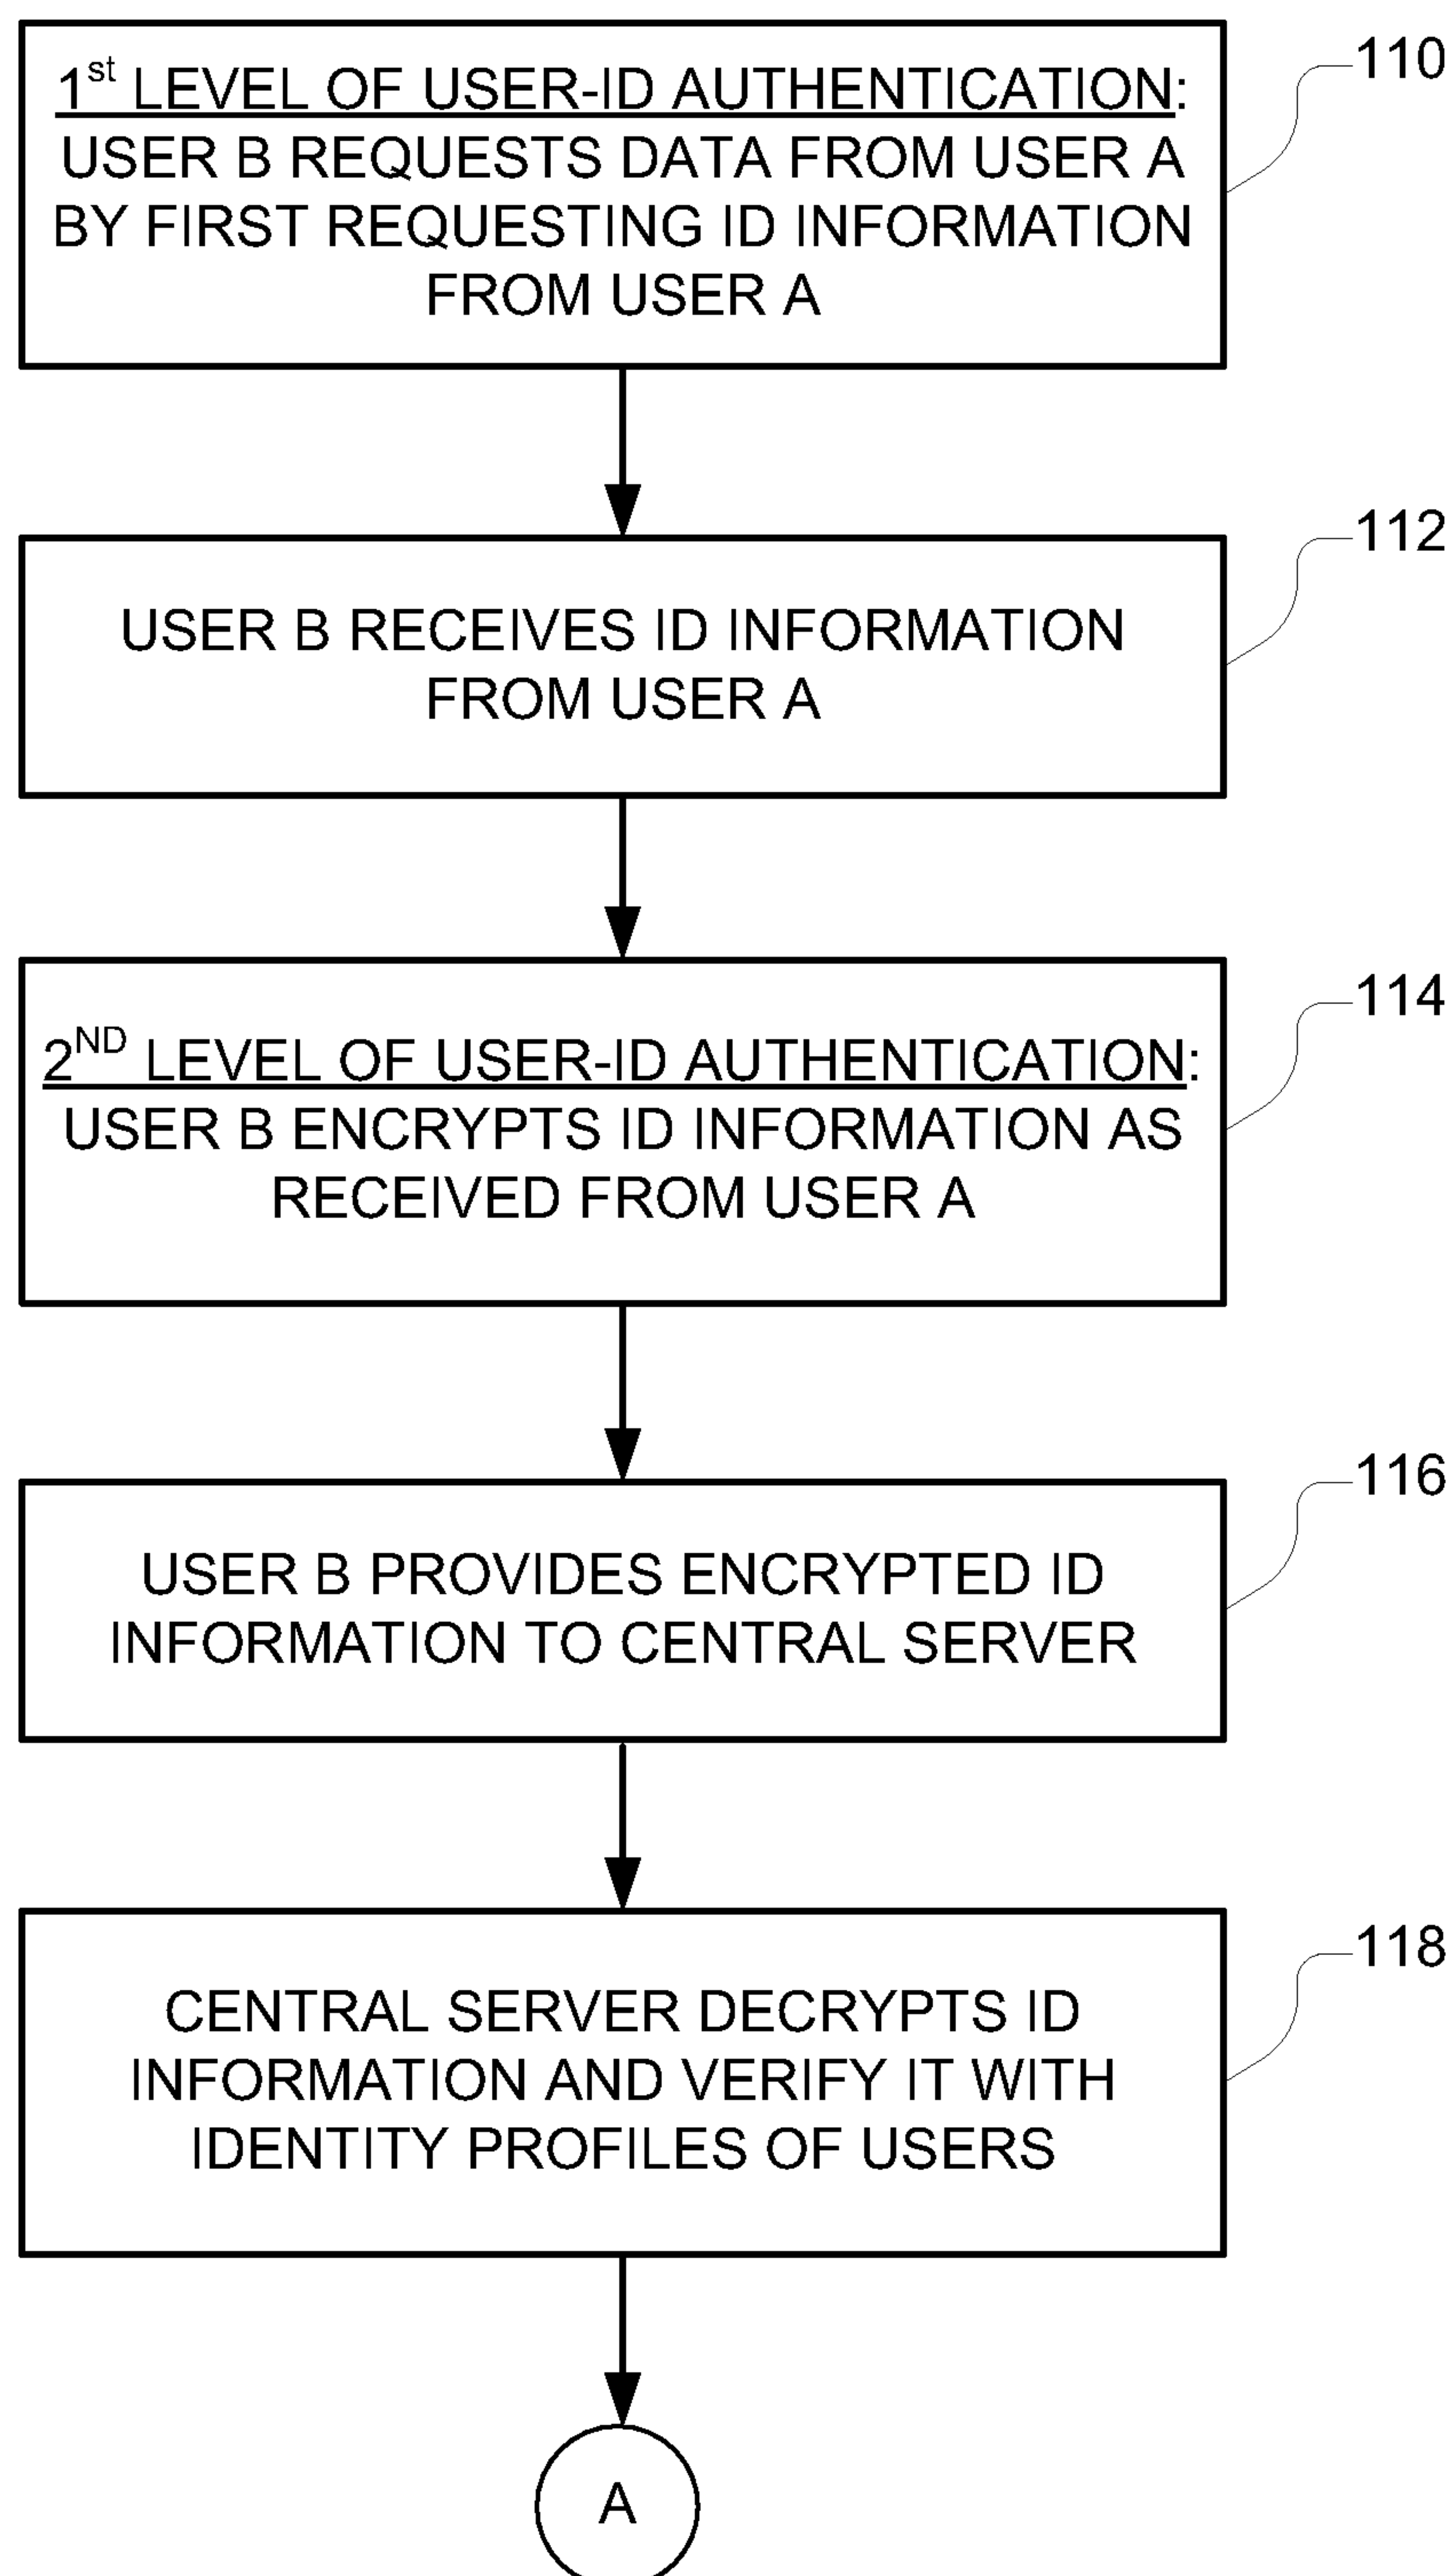 1st LEVEL OF USER-ID AUTHENTICATION:
USER B REQUESTS DATA FROM USER A
BY FIRST REQUESTING ID INFORMATION
FROM USER A
110
USER B RECEIVES ID INFORMATION
FROM USER A
112
2ND LEVEL OF USER-ID AUTHENTICATION:
USER B ENCRYPTS ID INFORMATION AS
RECEIVED FROM USER A
114
USER B PROVIDES ENCRYPTED ID
INFORMATION TO CENTRAL SERVER
116
CENTRAL SERVER DECRYPTS ID
INFORMATION AND VERIFY IT WITH
IDENTITY PROFILES OF USERS
118
A